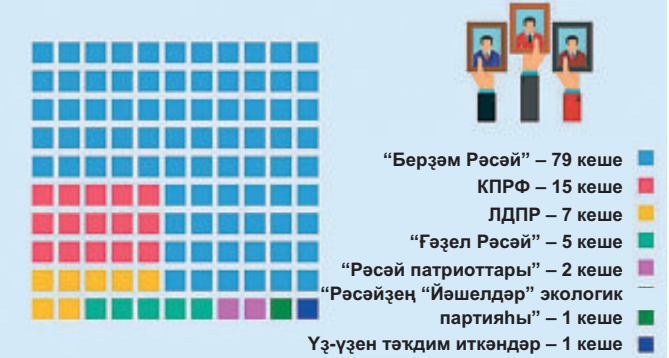 “Берҙәм Рәсәй” – 79 кеше
КПРФ – 15 кеше
ЛДПР – 7 кеше
“Ғәҙел Рәсәй” – 5 кеше
“Рәсәй патриоттары” – 2 кеше
“Рәсәйҙең “Йәшелдәр” экологик
партияһы” – 1 кеше
Үҙ-үҙен тәҡдим иткәндәр – 1 кеше